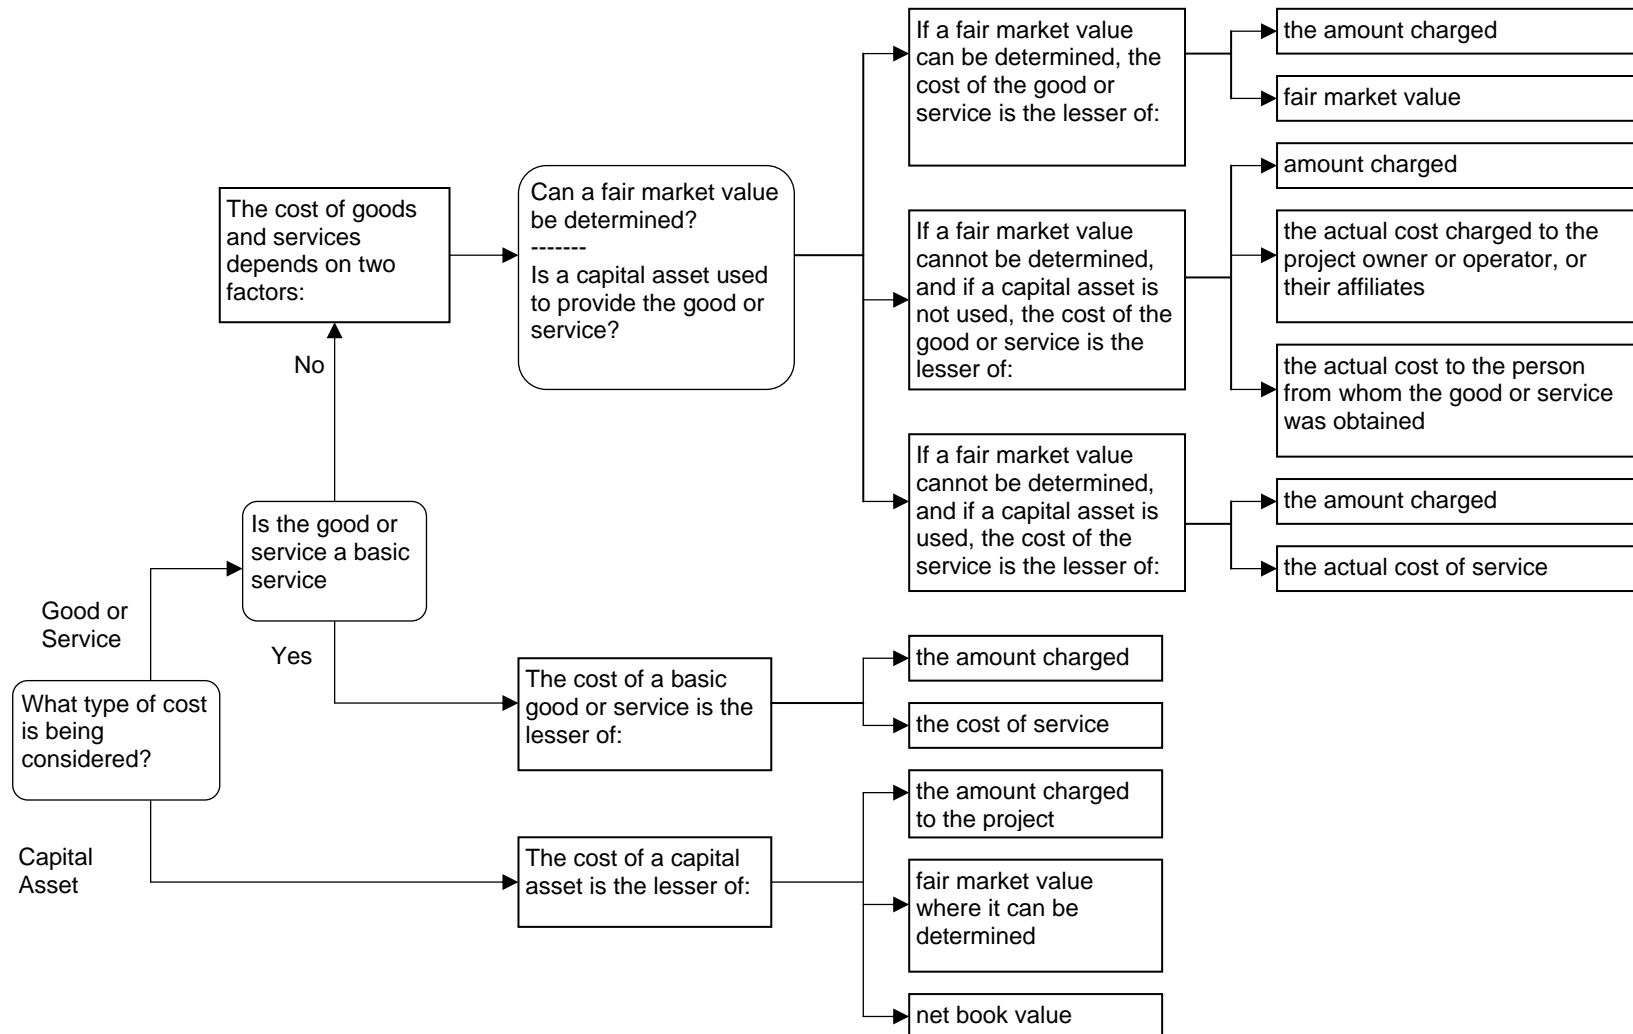 If a fair market value
can be determined, the
cost of the good or
service is the lesser of:
the amount charged
fair market value
The cost of goods
and services
depends on two
factors:
Can a fair market value
be determined?
-------
Is a capital asset used
to provide the good or
service?
If a fair market value
cannot be determined,
and if a capital asset is
not used, the cost of the
good or service is the
lesser of:
amount charged
the actual cost charged to the
project owner or operator, or
their affiliates
the actual cost to the person
from whom the good or service
was obtained
If a fair market value
cannot be determined,
and if a capital asset is
used, the cost of the
service is the lesser of:
the amount charged
the actual cost of service
No
Is the good or
service a basic
service
Good or
Service
Yes
What type of cost
is being
considered?
The cost of a basic
good or service is the
lesser of:
the amount charged
the cost of service
Capital
Asset
The cost of a capital
asset is the lesser of:
the amount charged
to the project
fair market value
where it can be
determined
net book value